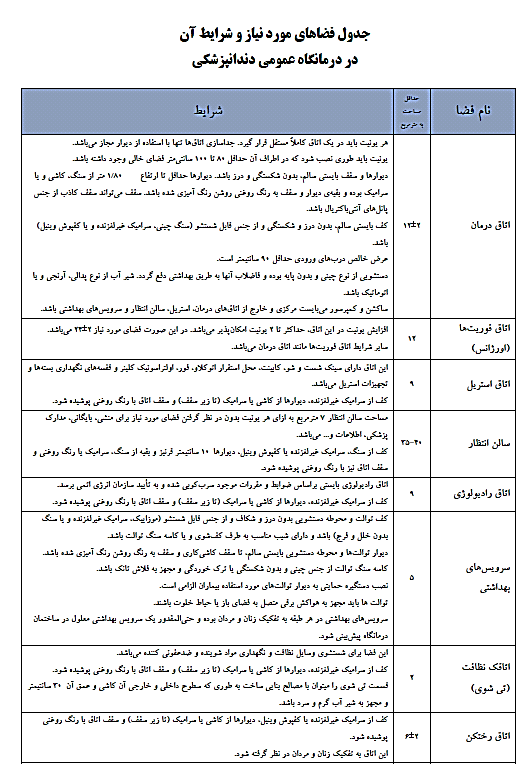 جدول فضاهای مورد نیاز و شرایط آن
در درمانگاه عمومی دندانپزشکی
نام فضا
حداقل
مساحت
به مترمربع
شرایط
اتاق درمان
۱۲±۲
هر یونیت باید در یک اتاق کاملاً مستقل قرار گیرد. جداسازی اتاق‌ها تنها با استفاده از دیوار مجاز می‌باشد.
یونیت باید طوری نصب شود که در اطراف آن حداقل ۸۰ تا ۱۰۰ سانتی‌متر فضای خالی وجود داشته باشد.
دیوارها و سقف بایستی سالم، بدون شکستگی و درز باشد. دیوارها حداقل تا ارتفاع ۱/۸۰ متر از سنگ، کاشی و یا
سرامیک بوده و بقیه‌ی دیوار و سقف به رنگ روغنی روشن رنگ آمیزی شده باشد. سقف می‌تواند سقف کاذب از جنس
پانل‌های آنتی‌باکتریال باشد.
کف بایستی سالم، بدون درز و شکستگی و از جنس قابل شستشو (سنگ چینی، سرامیک غیرلغزنده و یا کفپوش وینیل)
باشد.
عرض خالص درب‌های ورودی حداقل ۹۰ سانتیمتر است.
دستشویی از نوع چینی و بدون پایه بوده و فاضلاب آنها به طریق بهداشتی دفع گردد. شیر آب از نوع پدالی، آرنجی و یا
اتوماتیک باشد.
ساکشن و کمپرسور می‌بایست مرکزی و خارج از اتاق‌های درمان، استریل، سالن انتظار و سرویس‌های بهداشتی باشد.
اتاق فوریت‌ها
(اورژانس)
۱۲
افزایش یونیت در این اتاق، حداکثر تا ۲ یونیت امکان‌پذیر می‌باشد. در این صورت فضای مورد نیاز ۲۲±۲ می‌باشد.
سایر شرایط اتاق فوریت‌ها مانند اتاق درمان می‌باشد.
اتاق استریل
۹
این اتاق دارای سینک شست و شو، کابینت، محل استقرار اتوکلاو، فور، اولتراسونیک کلینر و قفسه‌های نگهداری بسته‌ها و
تجهیزات استریل می‌باشد.
کف از سرامیک غیرلغزنده، دیوارها از کاشی یا سرامیک (تا زیر سقف) و سقف اتاق با رنگ روغنی پوشیده شود.
سالن انتظار
۳۵-۲۰
مساحت سالن انتظار ۷ مترمربع به ازای هر یونیت بدون در نظر گرفتن فضای مورد نیاز برای منشی، بایگانی، مدارک
پزشکی، اطلاعات و... می‌باشد.
کف از سنگ، سرامیک غیرلغزنده یا کفپوش وینیل، دیوارها ۱۰ سانتیمتر قرنیز و بقیه از سنگ، سرامیک یا رنگ روغنی و
سقف اتاق نیز با رنگ روغنی پوشیده شود.
اتاق رادیولوژی
۹
اتاق رادیولوژی بایستی براساس ضوابط و مقررات موجود سرب‌کوبی شده و به تأیید سازمان انرژی اتمی برسد.
کف از سرامیک غیرلغزنده، دیوارها از کاشی یا سرامیک (تا زیر سقف) و سقف اتاق با رنگ روغنی پوشیده شود.
سرویس‌های
بهداشتی
۵
کف توالت و محوطه دستشویی بدون درز و شکاف و از جنس قابل شستشو (موزاییک، سرامیک غیرلغزنده و یا سنگ
بدون خلل و فرج) باشد و دارای شیب مناسب به طرف کف‌شوی و یا کاسه سنگ توالت باشد.
دیوار توالت‌ها و محوطه دستشویی بایستی سالم، تا سقف کاشی‌کاری و سقف به رنگ روشن رنگ آمیزی شده باشد.
کاسه سنگ توالت از جنس چینی و بدون شکستگی یا ترک خوردگی و مجهز به فلاش تانک باشد.
نصب دستگیره حمایتی به دیوار توالت‌های مورد استفاده بیماران الزامی است.
توالت ها باید مجهز به هواکش برقی متصل به فضای باز یا حیاط خلوت باشند.
سرویس‌های بهداشتی در هر طبقه به تفکیک زنان و مردان بوده و حتی‌المقدور یک سرویس بهداشتی معلول در ساختمان
درمانگاه پیش‌بینی شود.
اتاقک نظافت
(تی شوی)
۲
این فضا برای شستشوی وسایل نظافت و نگهداری مواد شوینده و ضدعفونی کننده می‌باشد.
کف از سرامیک غیرلغزنده، دیوارها از کاشی یا سرامیک (تا زیر سقف) و سقف اتاق با رنگ روغنی پوشیده شود.
قسمت تی شوی را میتوان با مصالح بنایی ساخت به طوری که سطوح داخلی و خارجی آن کاشی و عمق آن ۳۰ سانتیمتر
و مجهز به شیر آب گرم و سرد باشد.
اتاق رختکن
۶±۲
کف از سرامیک غیرلغزنده یا کفپوش وینیل، دیوارها از کاشی یا سرامیک (تا زیر سقف) و سقف اتاق با رنگ روغنی
پوشیده شود.
این اتاق به تفکیک زنان و مردان در نظر گرفته شود.